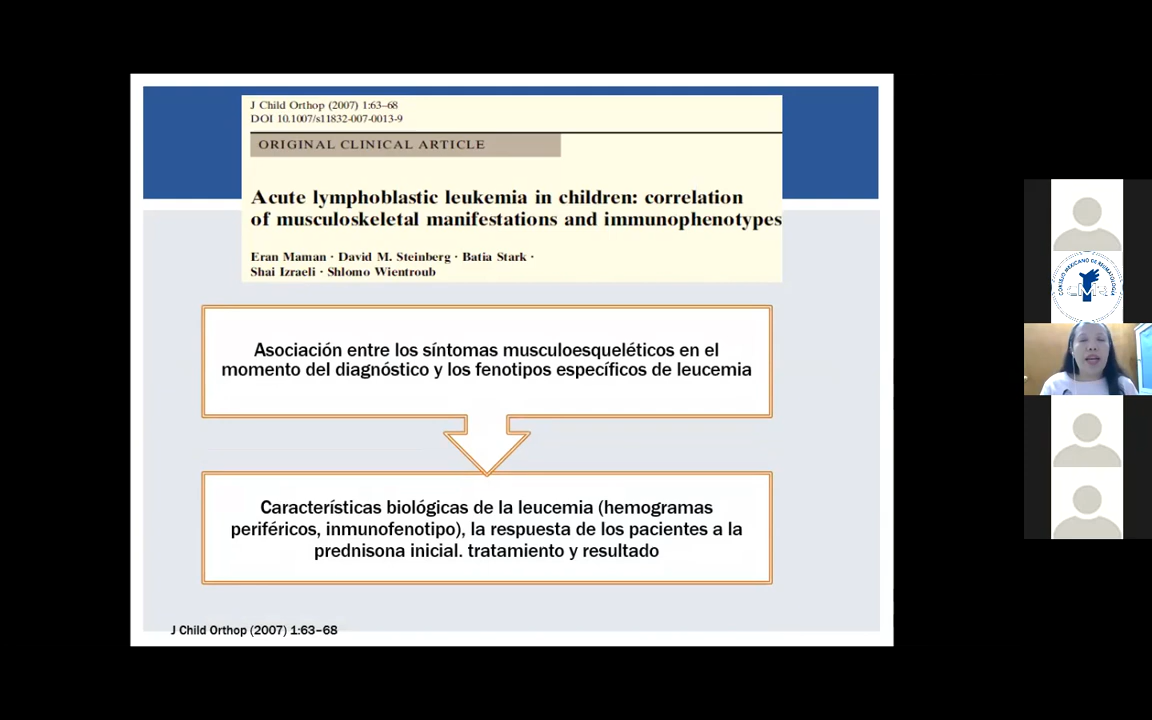 J Child Orthop (2007) 1:63–68
DOI 10.1007/s11832-007-0013-9
ORIGINAL CLINICAL ARTICLE
Acute lymphoblastic leukemia in children: correlation
of musculoskeletal manifestations and immunophenotypes
Eran Maman · David M. Steinberg · Batia Stark ·
Shai Izraeli · Shlomo Wientroub
Asociación entre los síntomas musculoesqueléticos en el
momento del diagnóstico y los fenotipos específicos de leucemia
Características biológicas de la leucemia (hemogramas
periféricos, inmunofenotipo), la respuesta de los pacientes a la
prednisona inicial. tratamiento y resultado
J Child Orthop (2007) 1:63–68
CONSEJO MEXICANO DE REUMATOLOGÍA